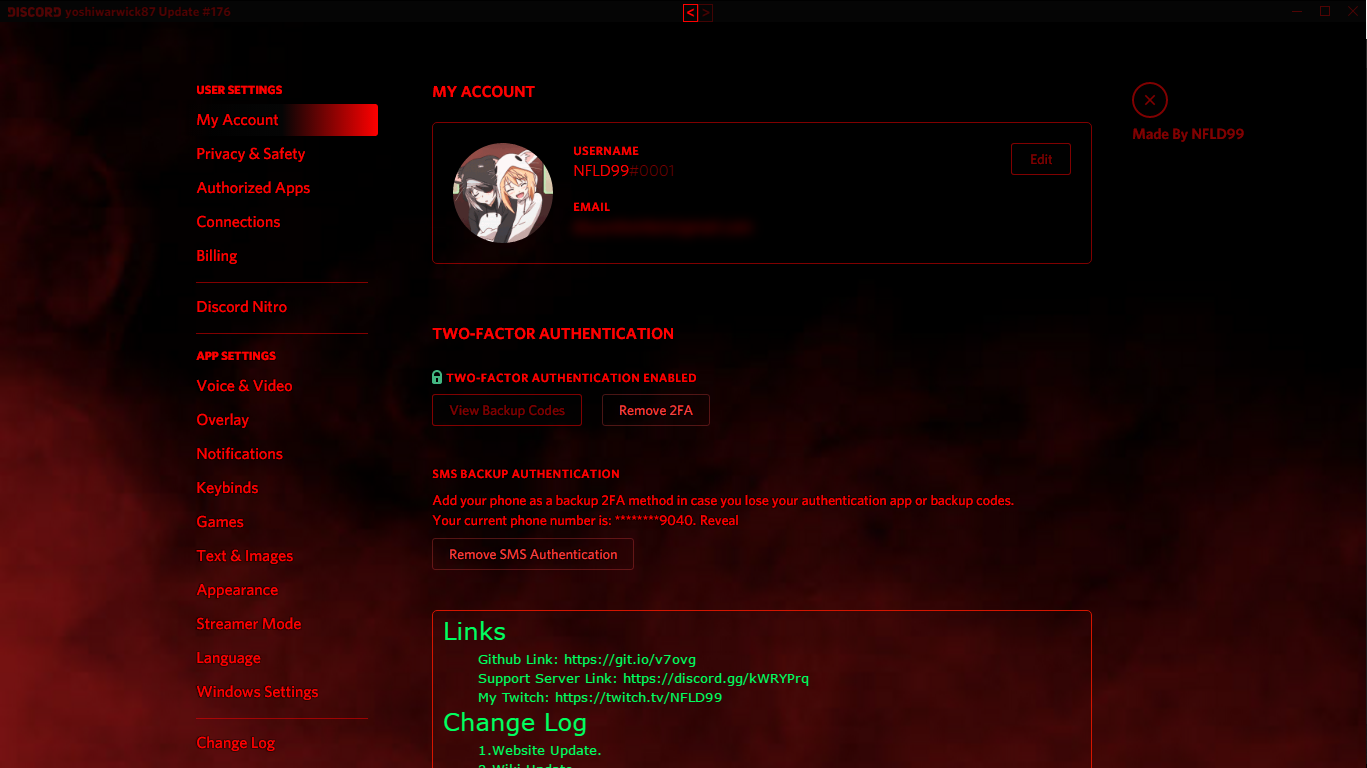 DISCORD yoshiwarwick87 Update #176
< >
USER SETTINGS
My Account
Privacy & Safety
Authorized Apps
Connections
Billing
Discord Nitro
APP SETTINGS
Voice & Video
Overlay
Notifications
Keybinds
Games
Text & Images
Appearance
Streamer Mode
Language
Windows Settings
Change Log
MY ACCOUNT
USERNAME
NFLD99#0001
Edit
EMAIL
TWO-FACTOR AUTHENTICATION
TWO-FACTOR AUTHENTICATION ENABLED
View Backup Codes
Remove 2FA
SMS BACKUP AUTHENTICATION
Add your phone as a backup 2FA method in case you lose your authentication app or backup codes.
Your current phone number is: ********9040. Reveal
Remove SMS Authentication
Links
Github Link: https://git.io/v7ovg
Support Server Link: https://discord.gg/kWRYPrq
My Twitch: https://twitch.tv/NFLD99
Change Log
1.Website Update.
2.Wiki Update
Made By NFLD99